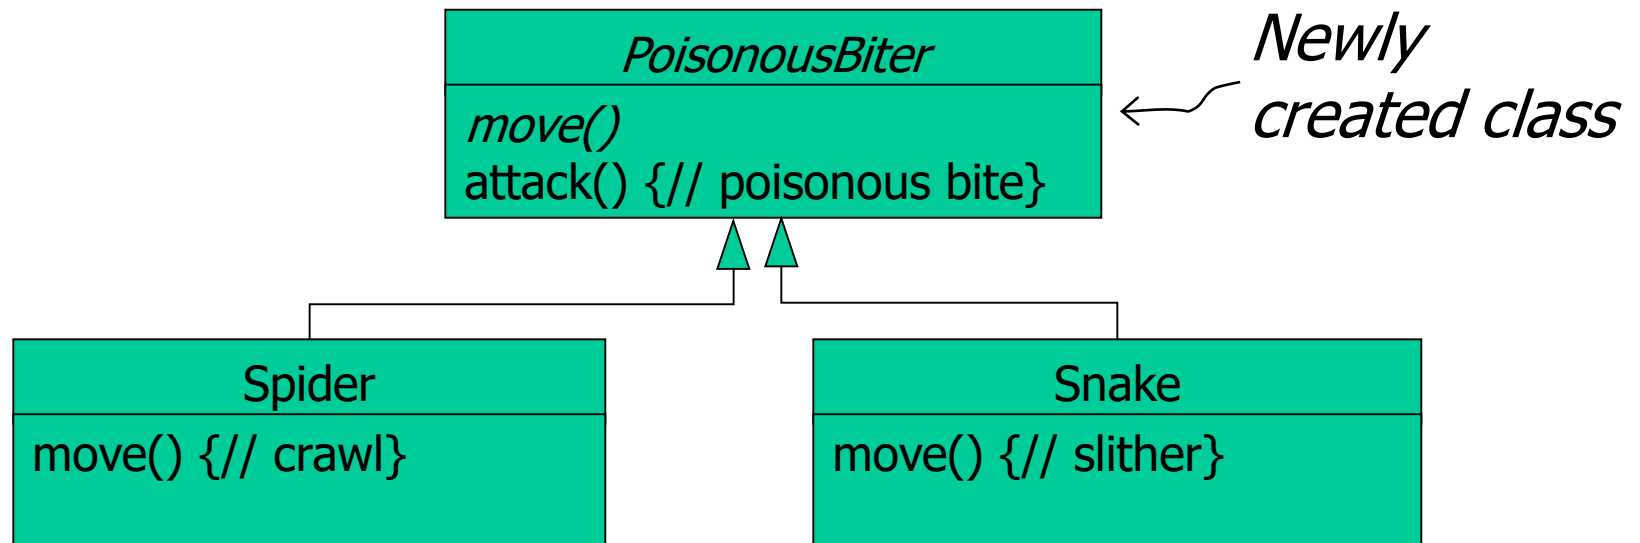 PoisonousBiter
move()
attack() {// poisonous bite}
Newly
created class
Spider
move() {// crawl}
Snake
move() {// slither}